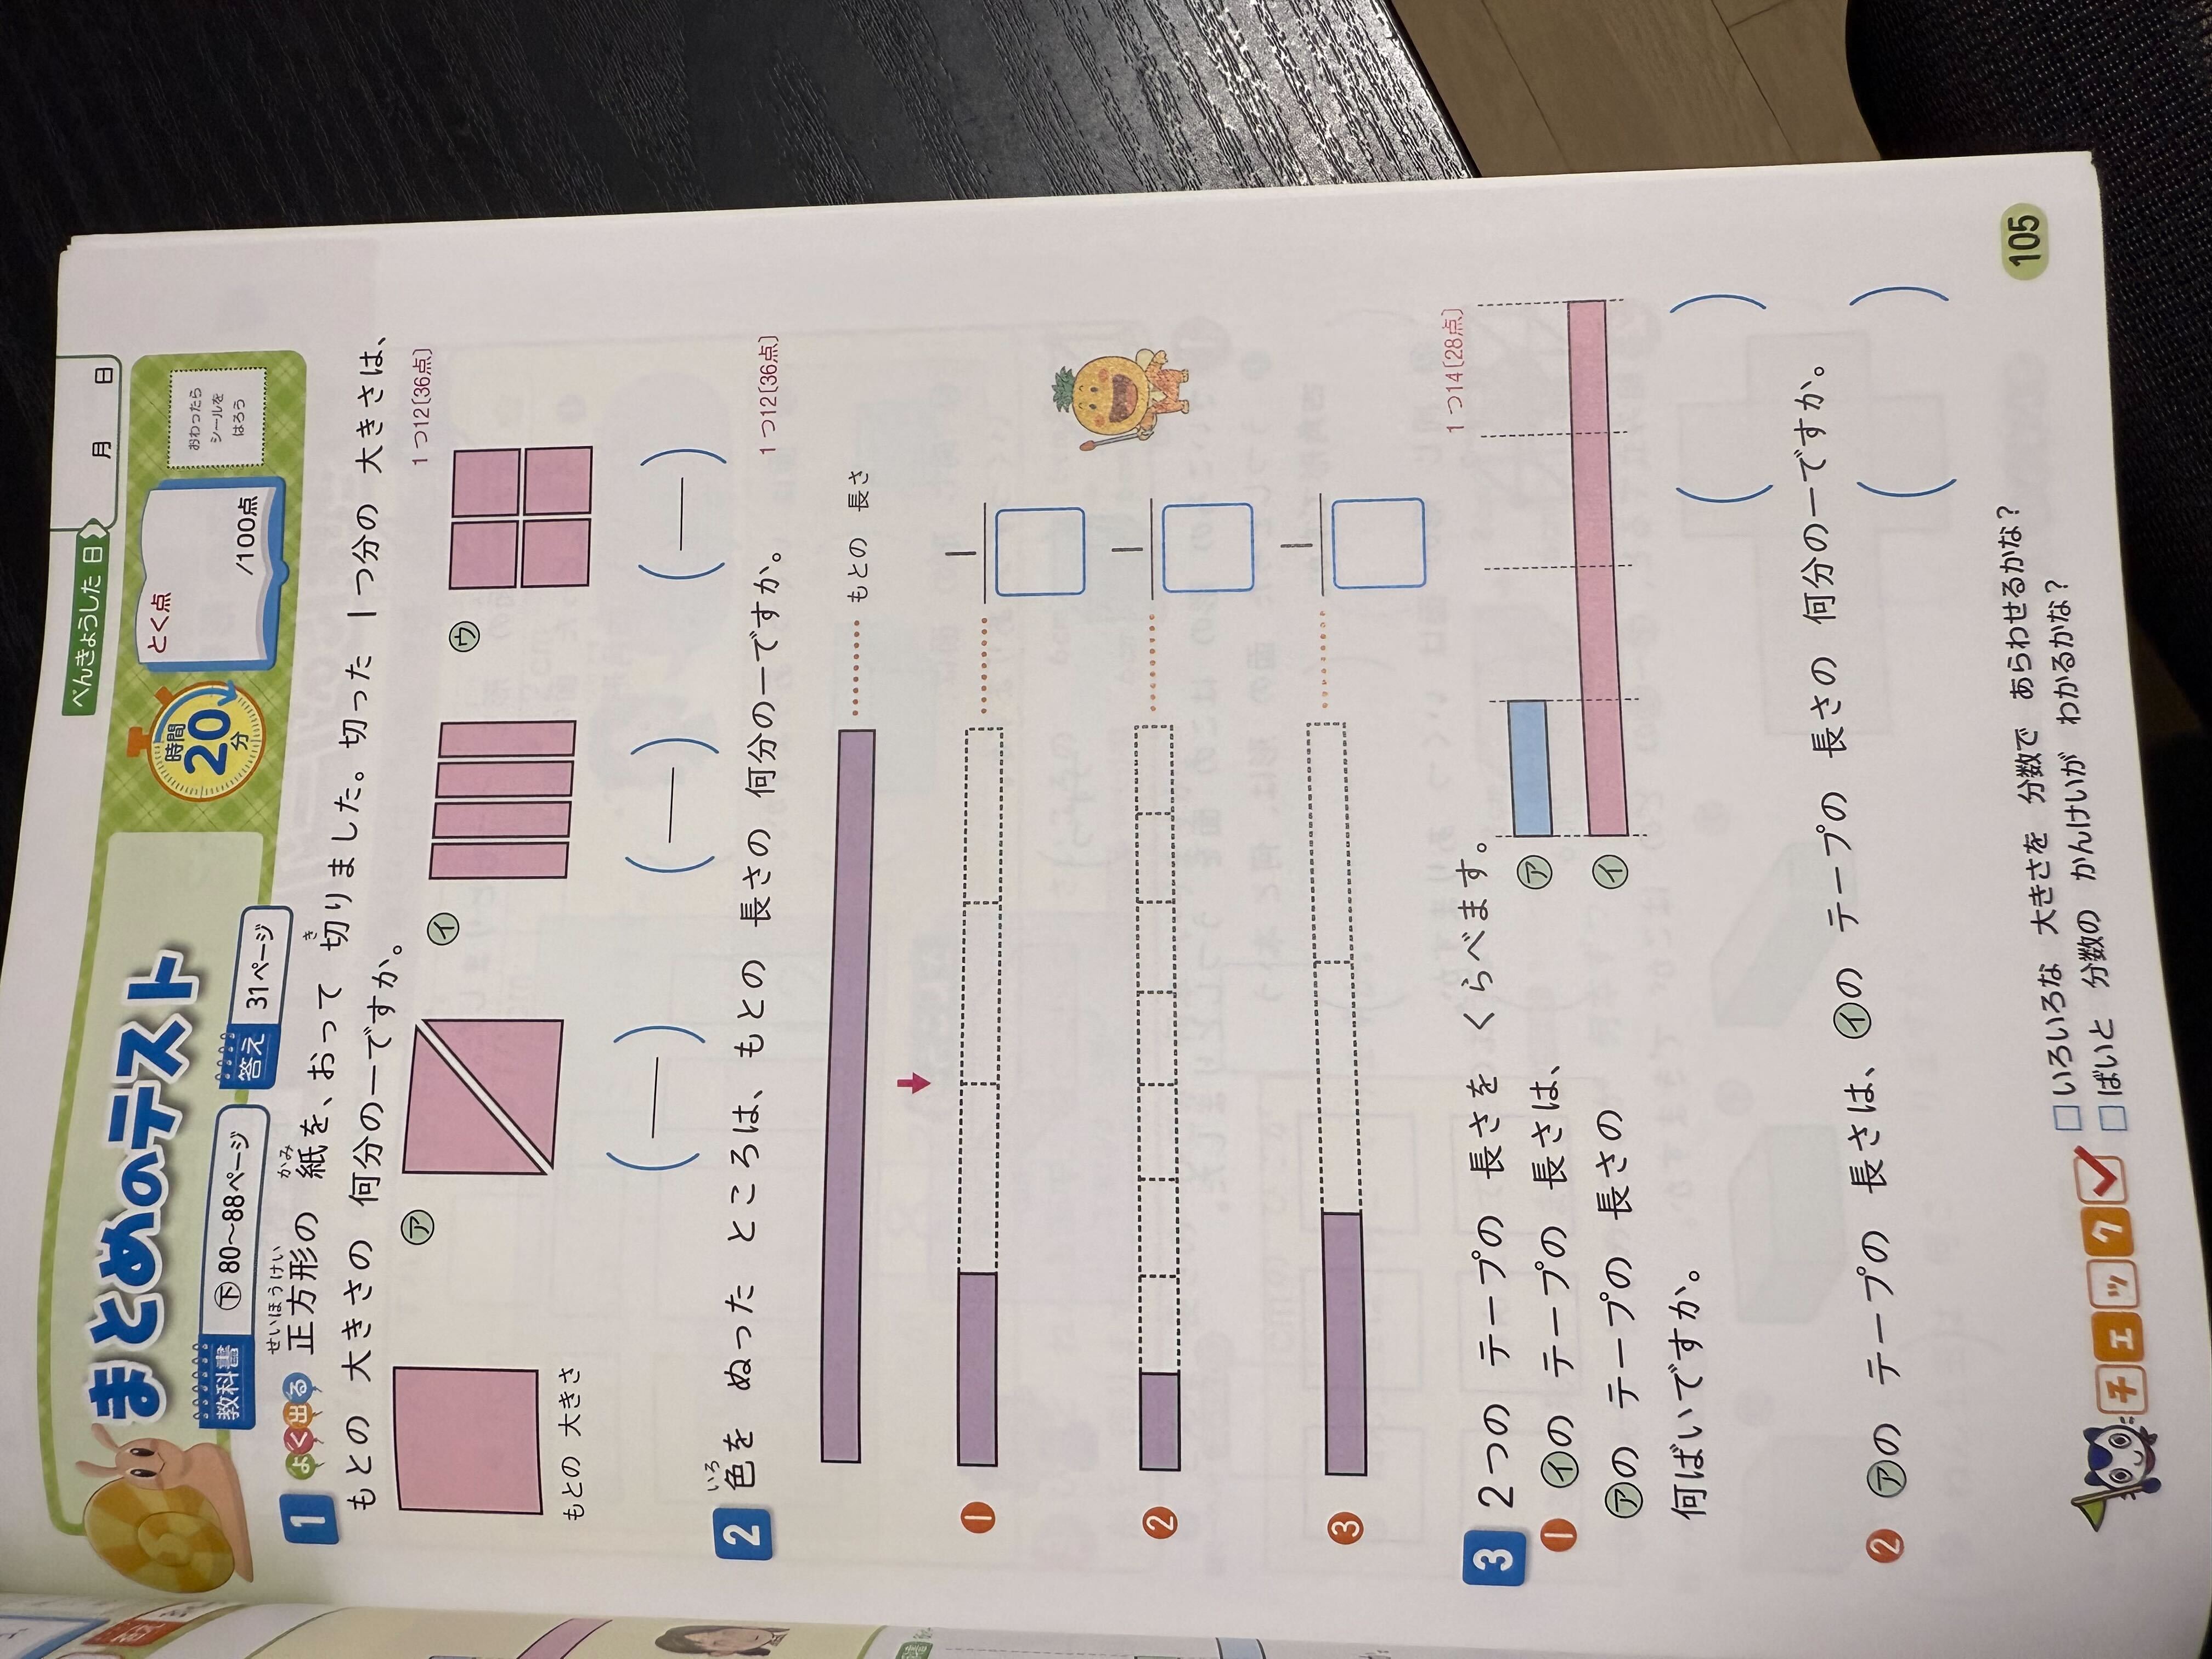 べんきょうした 日 月 日
まとめのテスト
教科書 下 80〜88ページ
答え 31ページ
時間 20 分
とく点
/100点
おわったら
シールを
はろう
1 よく出る 正方形の 紙を、おって 切りました。切った 1つ分の 大きさは、
せいほうけい かみ き
もとの 大きさの 何分の一ですか。
1つ12〔36点〕
ア イ ウ
もとの 大きさ
( ) ( ) ( )
2 色を ぬった ところは、もとの 長さの 何分の一ですか。
いろ
1つ12〔36点〕
もとの 長さ
1 1
2 1
3 1
3 2つの テープの 長さを くらべます。
1つ14〔28点〕
1 イの テープの 長さは、
アの テープの 長さの
何ばいですか。
ア
イ
( )
2 アの テープの 長さは、イの テープの 長さの 何分の一ですか。
( )
チェック
□いろいろな 大きさを 分数で あらわせるかな?
□ばいと 分数の かんけいが わかるかな?
105